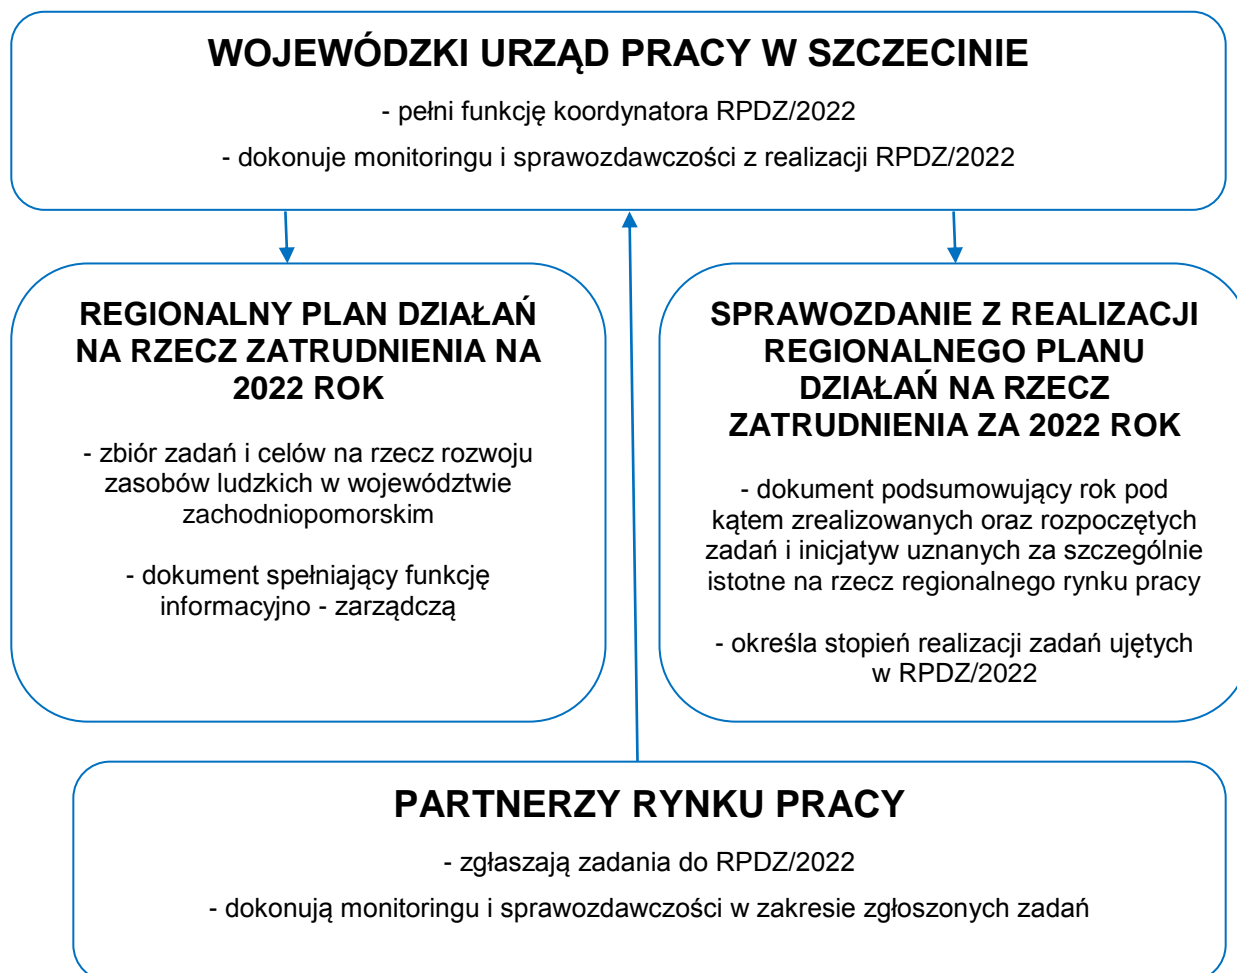 WOJEWÓDZKI URZĄD PRACY W SZCZECINIE
- pełni funkcję koordynatora RPDZ/2022
- dokonuje monitoringu i sprawozdawczości z realizacji RPDZ/2022
REGIONALNY PLAN DZIAŁAŃ
NA RZECZ ZATRUDNIENIA NA
2022 ROK
- zbiór zadań i celów na rzecz rozwoju
zasobów ludzkich w województwie
zachodniopomorskim
- dokument spełniający funkcję
informacyjno - zarządczą
SPRAWOZDANIE Z REALIZACJI
REGIONALNEGO PLANU
DZIAŁAŃ NA RZECZ
ZATRUDNIENIA ZA 2022 ROK
- dokument podsumowujący rok pod
kątem zrealizowanych oraz rozpoczętych
zadań i inicjatyw uznanych za szczególnie
istotne na rzecz regionalnego rynku pracy
- określa stopień realizacji zadań ujętych
w RPDZ/2022
PARTNERZY RYNKU PRACY
- zgłaszają zadania do RPDZ/2022
- dokonują monitoringu i sprawozdawczości w zakresie zgłoszonych zadań